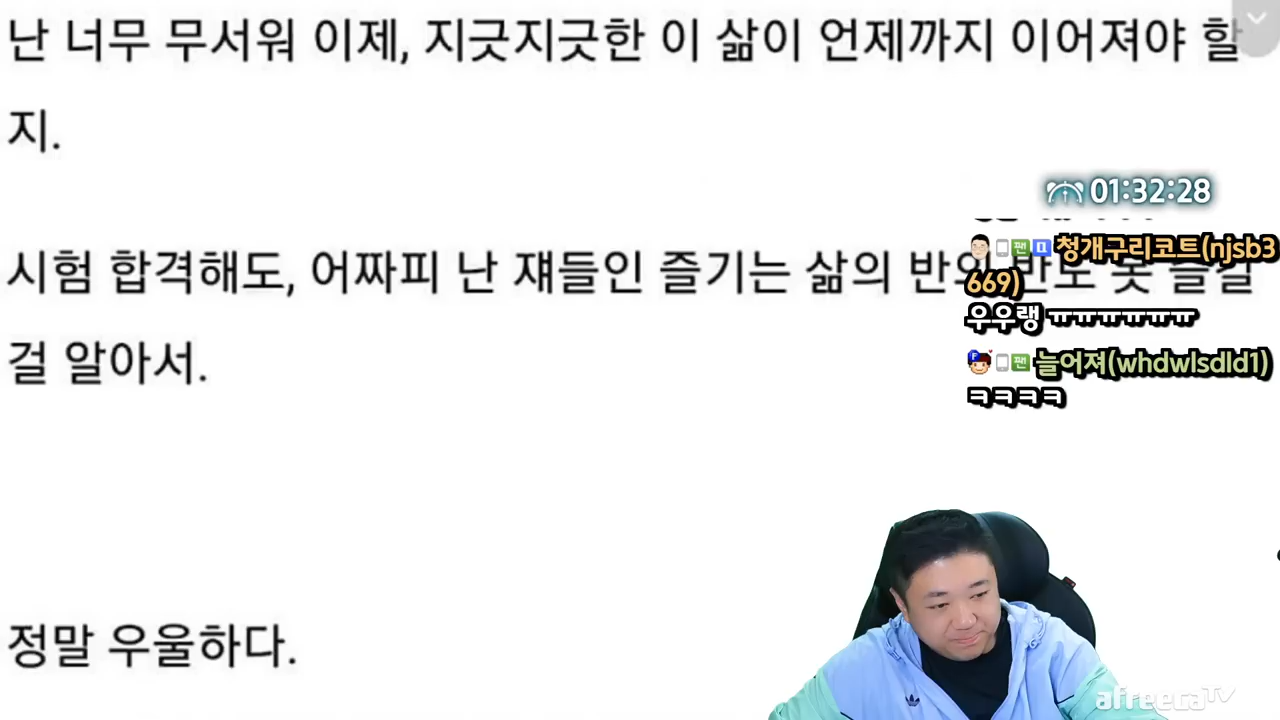 난 너무 무서워 이제, 지긋지긋한 이 삶이 언제까지 이어져야 할
지.
01:32:28
시험 합격해도, 어짜피 난 쟤들인 즐기는 삶의 반의 반도 못 즐길
걸 알아서.
청개구리코트(njsb3
669)
우우랭 ㅠㅠㅠㅠㅠㅠ
늘어져(whdwlsdld1)
ㅋㅋㅋㅋ
정말 우울하다.
afreecaTV